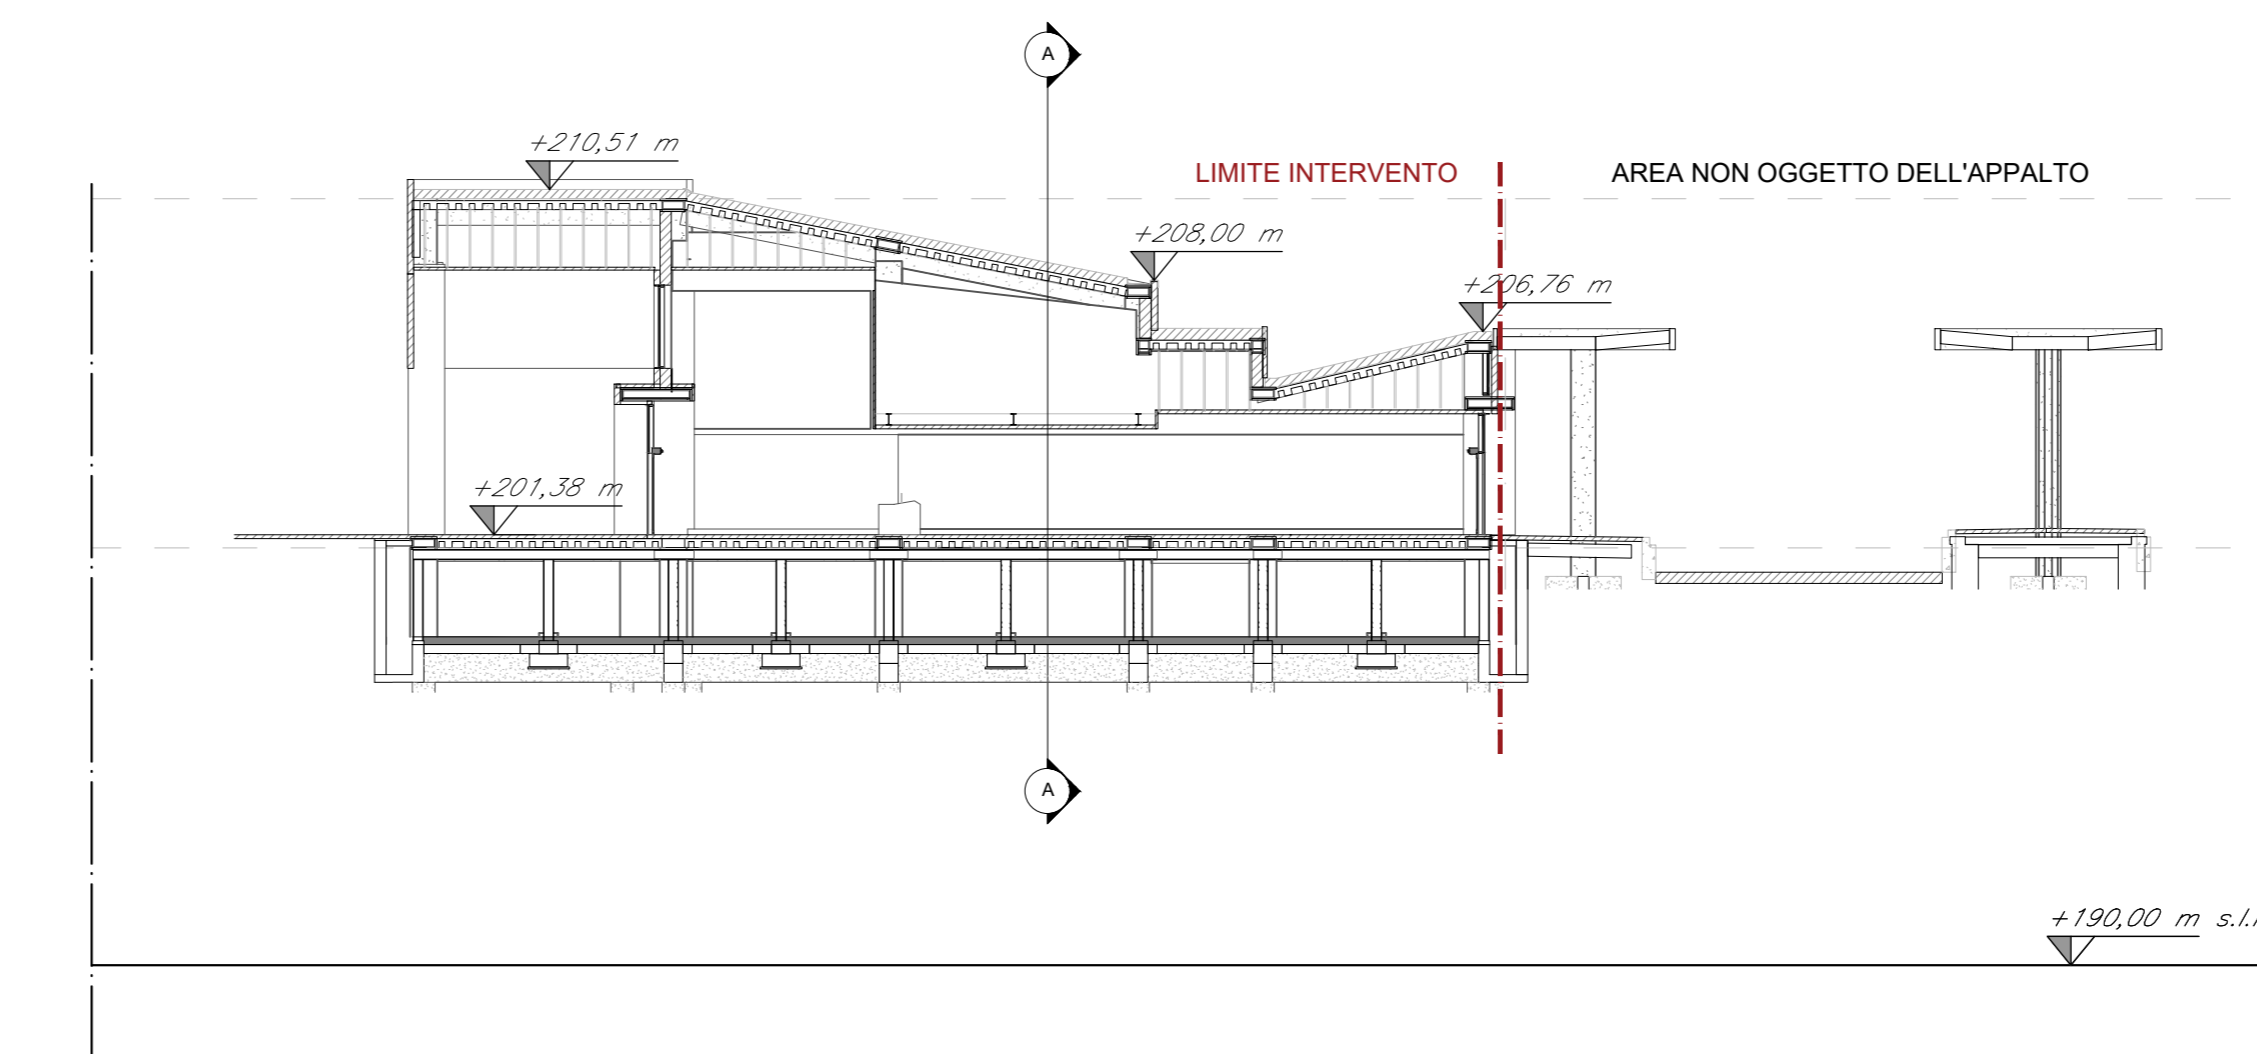 A
+210,51 m
LIMITE INTERVENTO
AREA NON OGGETTO DELL'APPALTO
+208,00 m
+206,76 m
+201,38 m
A
+190,00 m s.l.